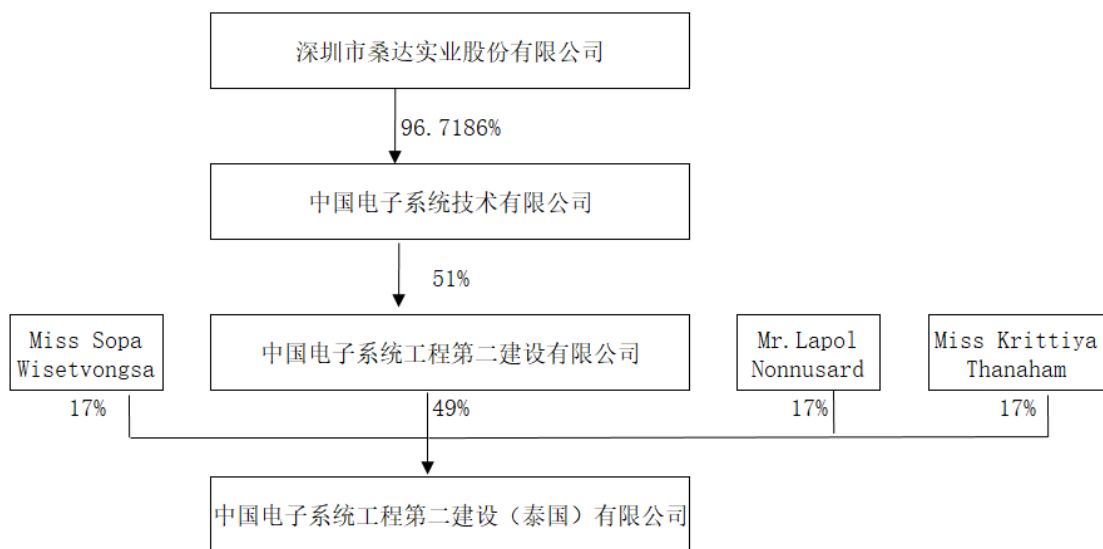 深圳市桑达实业股份有限公司
96.7186%
中国电子系统技术有限公司
51%
Miss Sopa
Wisetvongsa
中国电子系统工程第二建设有限公司
Mr.Lapol
Nonnusard
Miss Krittiya
Thanaham
17%
49%
17%
17%
中国电子系统工程第二建设（泰国）有限公司